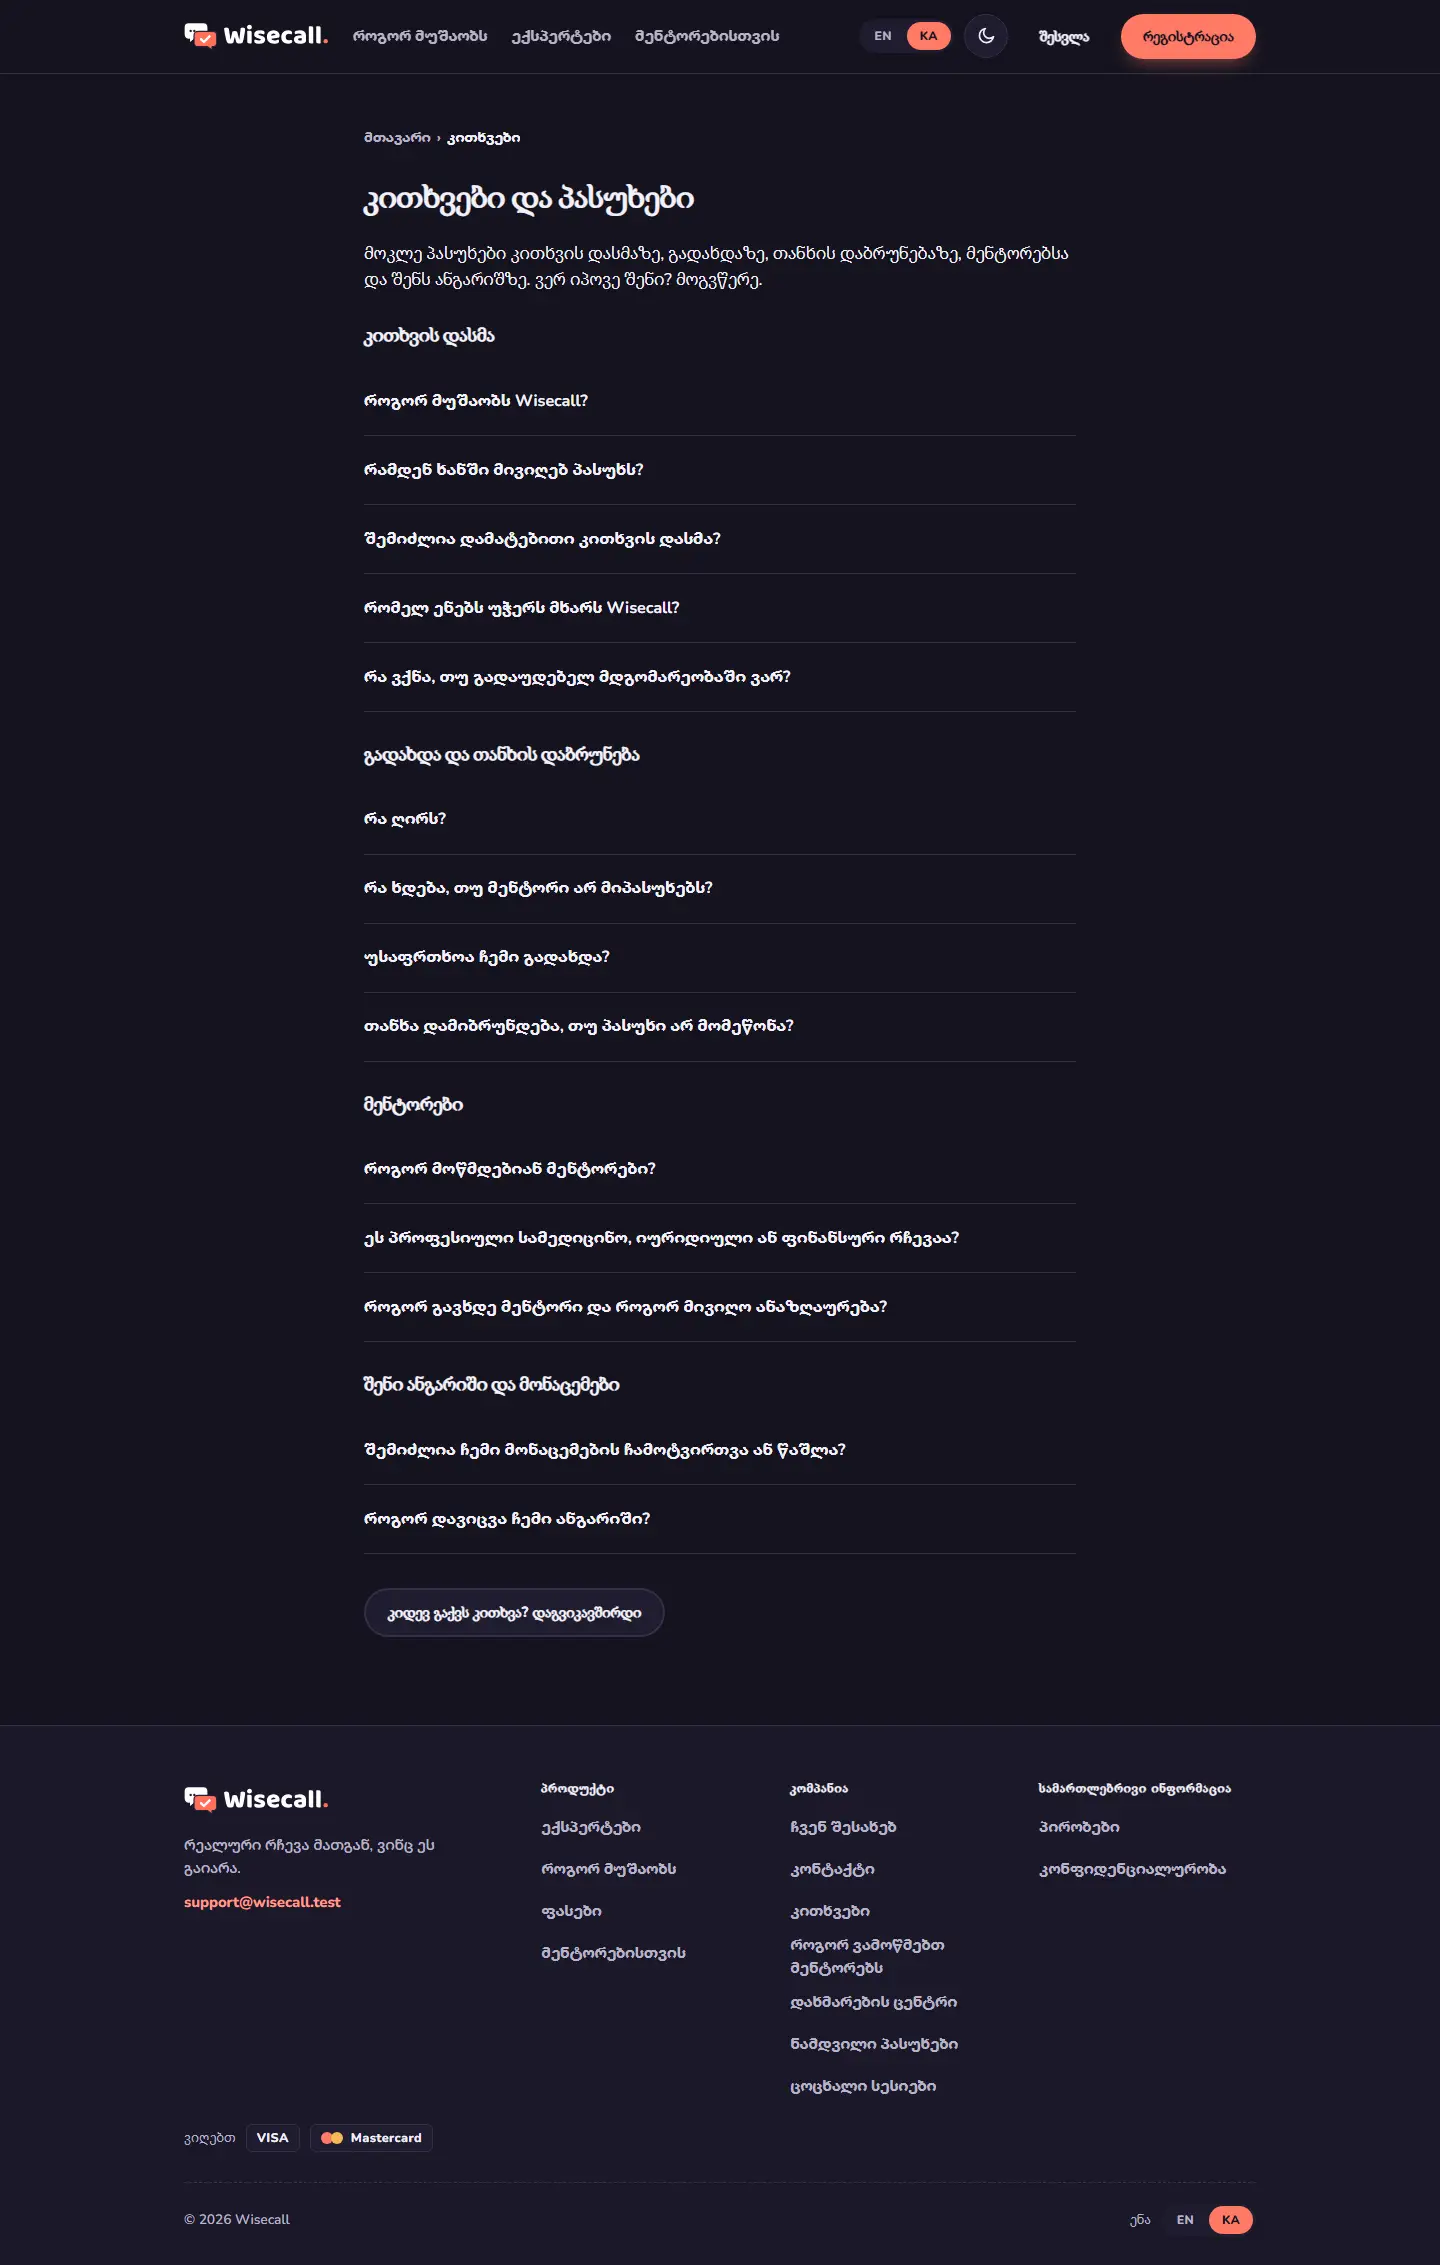 Wisecall.
როგორ მუშაობს
ექსპერტები
მენტორებისთვის
EN
KA
შესვლა
რეგისტრაცია
მთავარი › კითხვები
კითხვები და პასუხები
მოკლე პასუხები კითხვის დასმაზე, გადახდაზე, თანხის დაბრუნებაზე, მენტორებსა
და შენს ანგარიშზე. ვერ იპოვე შენი? მოგვწერე.
კითხვის დასმა
როგორ მუშაობს Wisecall?
რამდენ ხანში მივიღებ პასუხს?
შემიძლია დამატებითი კითხვის დასმა?
რომელ ენებს უჭერს მხარს Wisecall?
რა ვქნა, თუ გადაუდებელ მდგომარეობაში ვარ?
გადახდა და თანხის დაბრუნება
რა ღირს?
რა ხდება, თუ მენტორი არ მიპასუხებს?
უსაფრთხოა ჩემი გადახდა?
თანხა დამიბრუნდება, თუ პასუხი არ მომეწონა?
მენტორები
როგორ მოწმდებიან მენტორები?
ეს პროფესიული სამედიცინო, იურიდიული ან ფინანსური რჩევაა?
როგორ გავხდე მენტორი და როგორ მივიღო ანაზღაურება?
შენი ანგარიში და მონაცემები
შემიძლია ჩემი მონაცემების ჩამოტვირთვა ან წაშლა?
როგორ დავიცვა ჩემი ანგარიში?
კიდევ გაქვს კითხვა? დაგვიკავშირდი
Wisecall.
რეალური რჩევა მათგან, ვინც ეს
გაიარა.
support@wisecall.test
პროდუქტი
ექსპერტები
როგორ მუშაობს
ფასები
მენტორებისთვის
კომპანია
ჩვენ შესახებ
კონტაქტი
კითხვები
როგორ ვამოწმებთ
მენტორებს
დახმარების ცენტრი
ნამდვილი პასუხები
ცოცხალი სესიები
სამართლებრივი ინფორმაცია
პირობები
კონფიდენციალურობა
ვიღებთ
VISA
Mastercard
© 2026 Wisecall
ენა
EN
KA